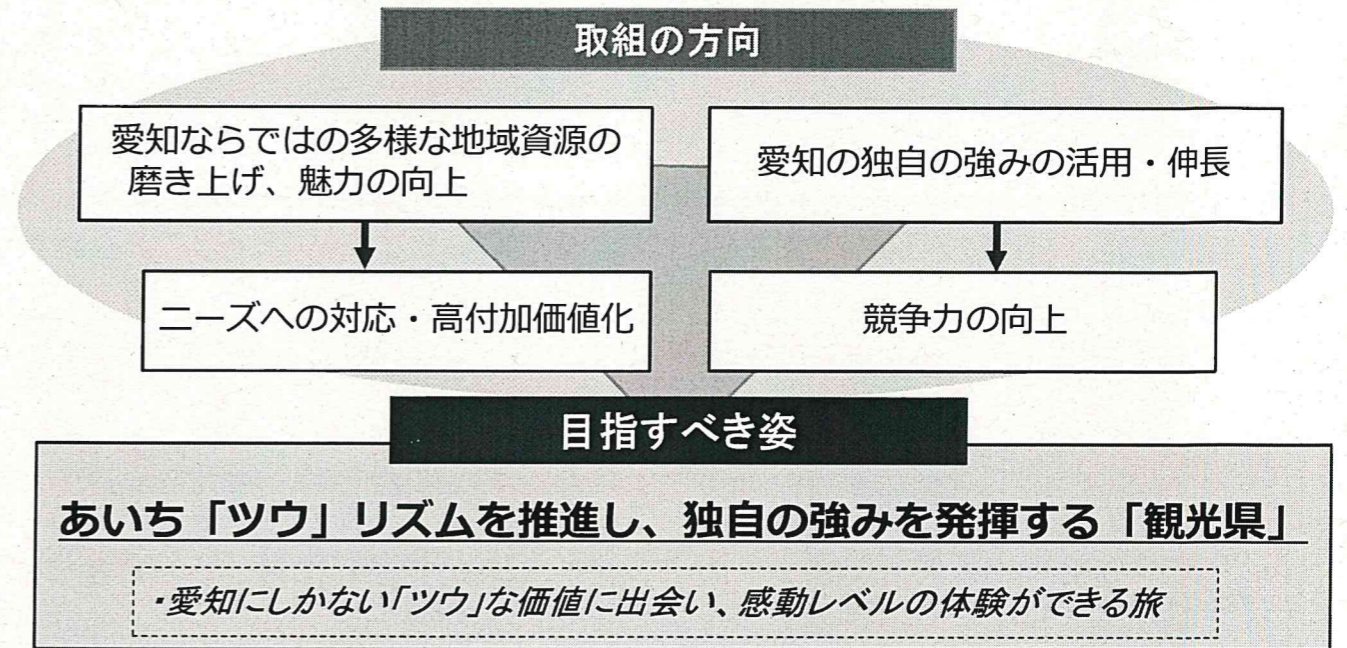 取組の方向
愛知ならではの多様な地域資源の
磨き上げ、魅力の向上
愛知の独自の強みの活用・伸長
ニーズへの対応・高付加価値化
競争力の向上
目指すべき姿
あいち「ツウ」リズムを推進し、独自の強みを発揮する「観光県」
・愛知にしかない「ツウ」な価値に出会い、感動レベルの体験ができる旅